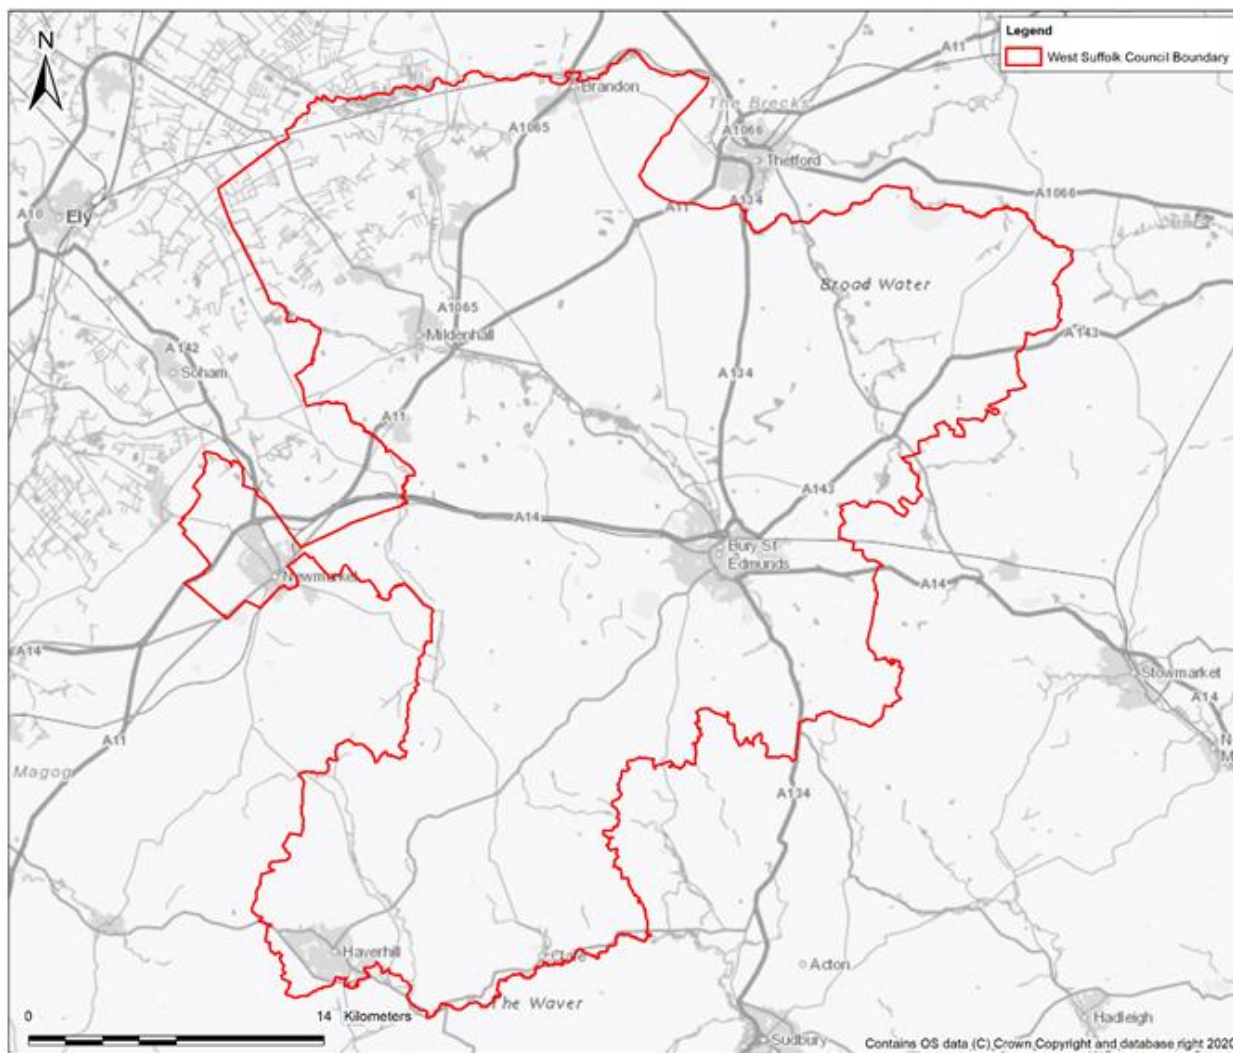 N
Legend
West Suffolk Council Boundary
A11
Brandon
The Brecks
A1065
A1066
Thetford
A10
Ely
A134
A11
A1066
Broad Water
A1065
Mildenhall
A142
Soham
A143
A134
A11
A143
A14
Bury St
Edmunds
Newmarket
A14
A14
Stowmarket
A14
A11
N
M
Magog
A134
Haverhill
Clare
Acton
The Waver
0 14 Kilometers
Hadleigh
Sudbury
Contains OS data (C) Crown Copyright and database right 2020